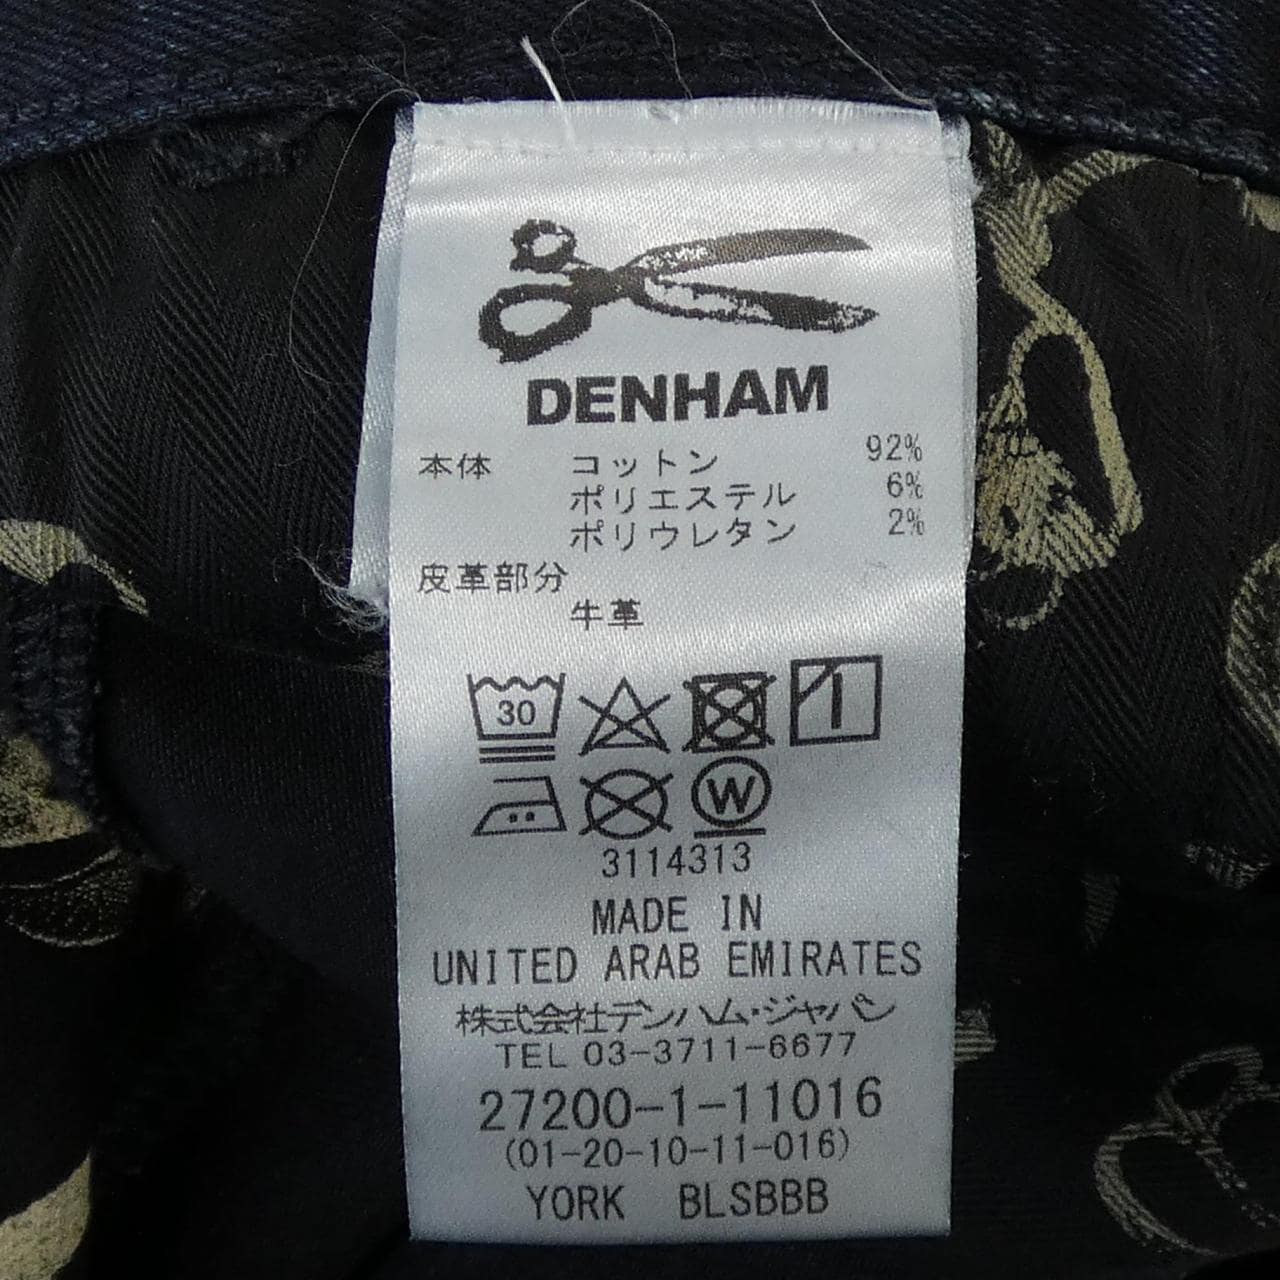 DENHAM
本体 コットン 92%
ポリエステル 6%
ポリウレタン 2%
皮革部分
牛革
30
W
3114313
MADE IN
UNITED ARAB EMIRATES
株式会社デンハム・ジャパン
TEL 03-3711-6677
27200-1-11016
(01-20-10-11-016)
YORK BLSBBB